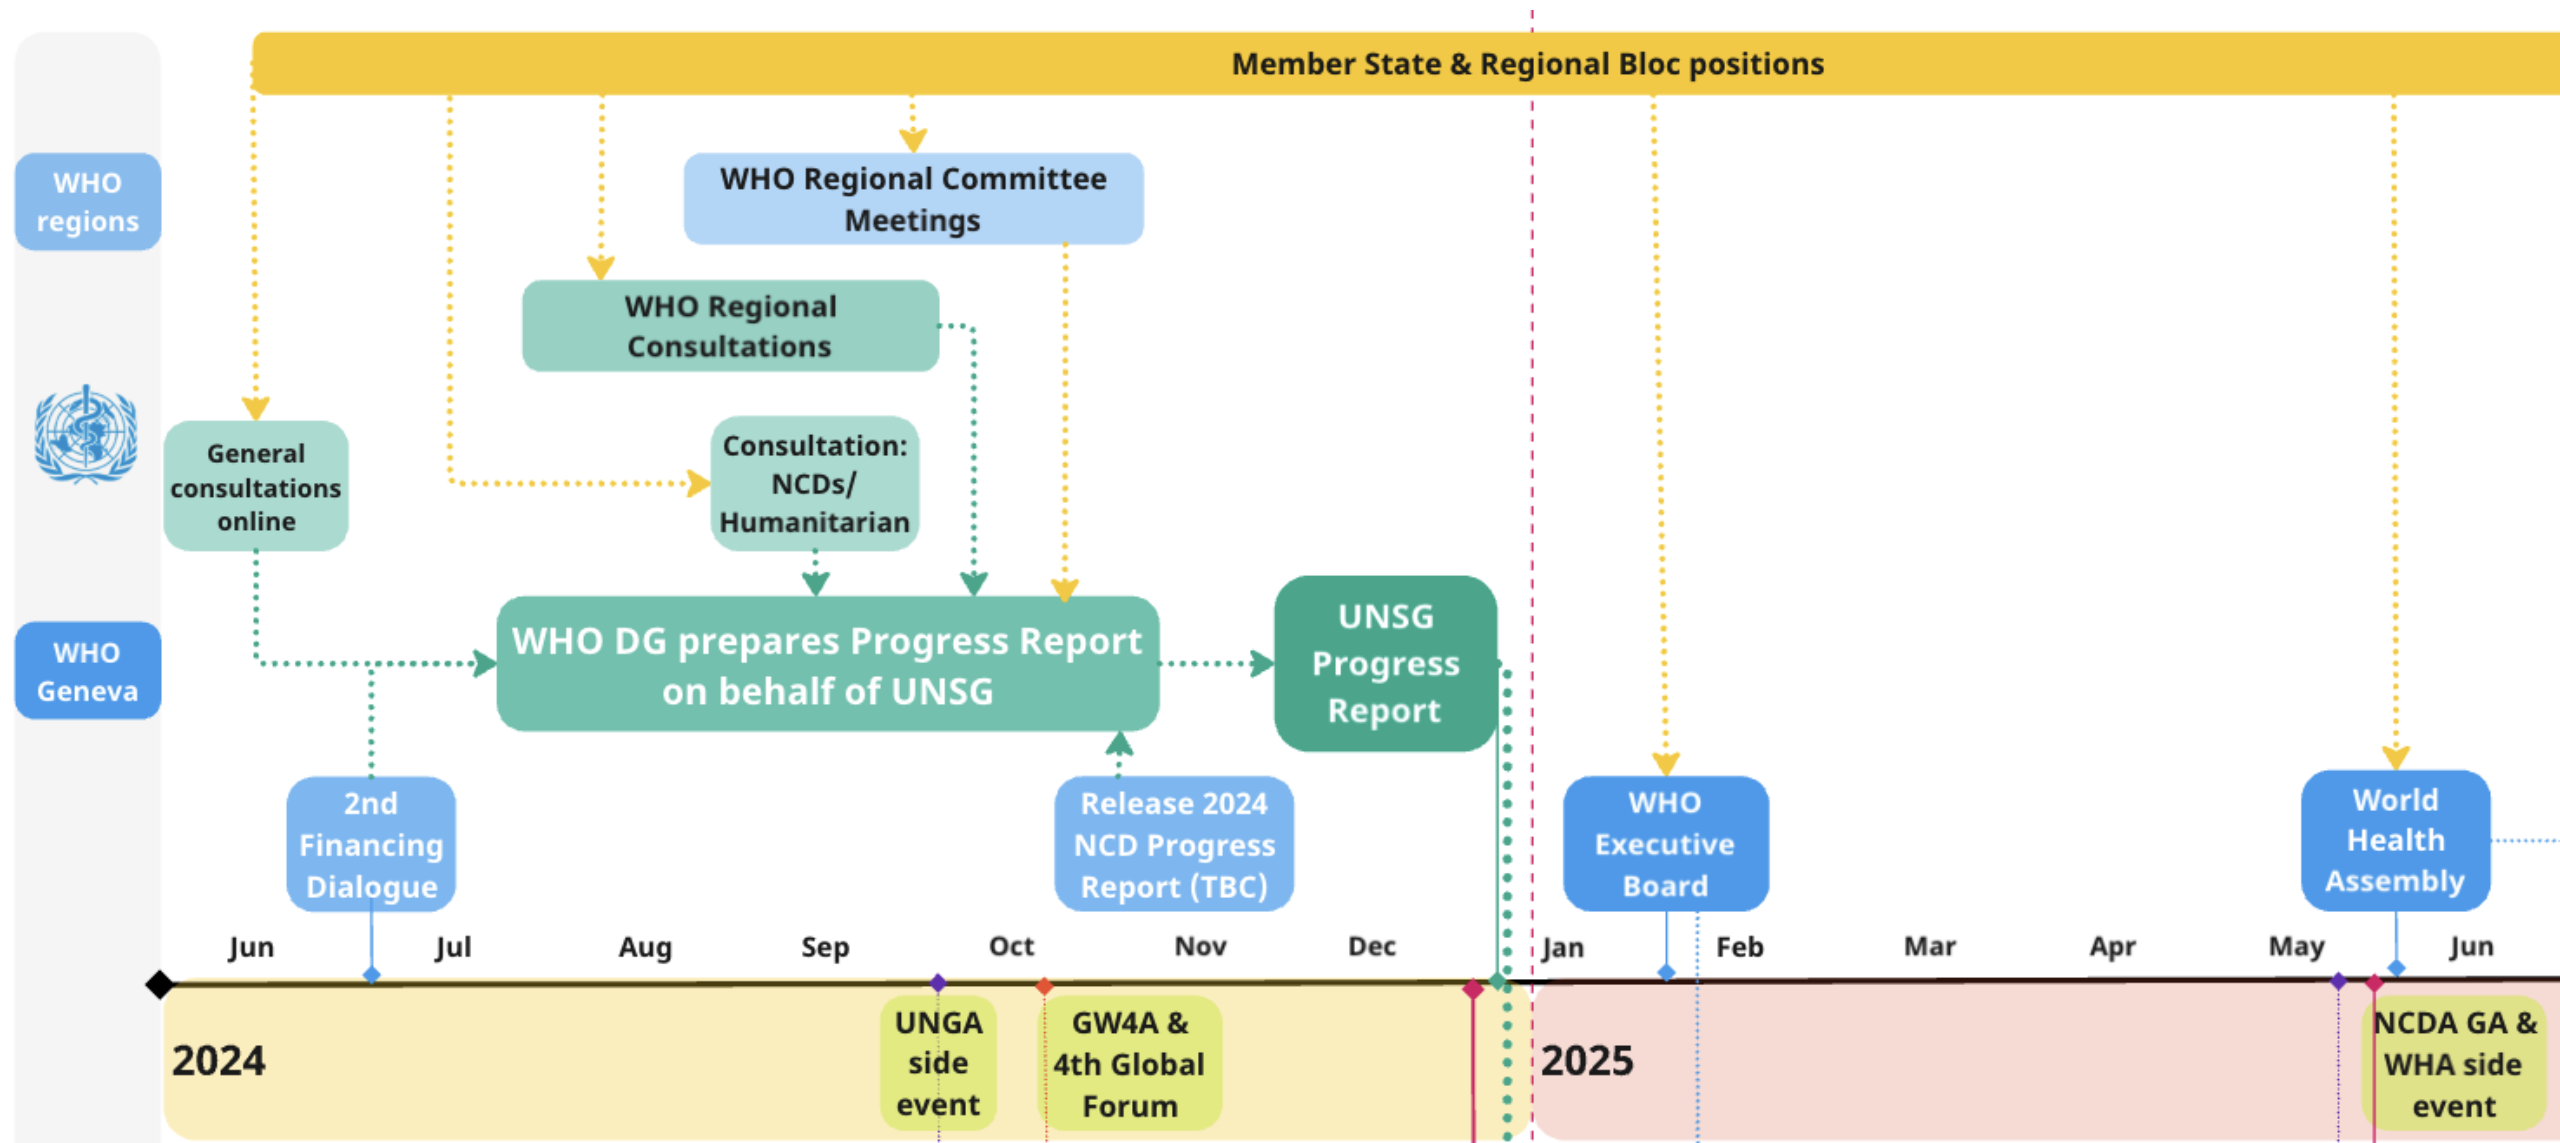 Member State & Regional Bloc positions
WHO
regions
WHO Regional Committee
Meetings
WHO Regional
Consultations
General
consultations
online
Consultation:
NCDs/
Humanitarian
WHO
Geneva
WHO DG prepares Progress Report
on behalf of UNSG
UNSG
Progress
Report
2nd
Financing
Dialogue
Release 2024
NCD Progress
Report (TBC)
WHO
Executive
Board
World
Health
Assembly
Jun
Jul
Aug
Sep
Oct
Nov
Dec
Jan
Feb
Mar
Apr
May
Jun
2024
UNGA
side
event
GW4A &
4th Global
Forum
2025
NCDA GA &
WHA side
event